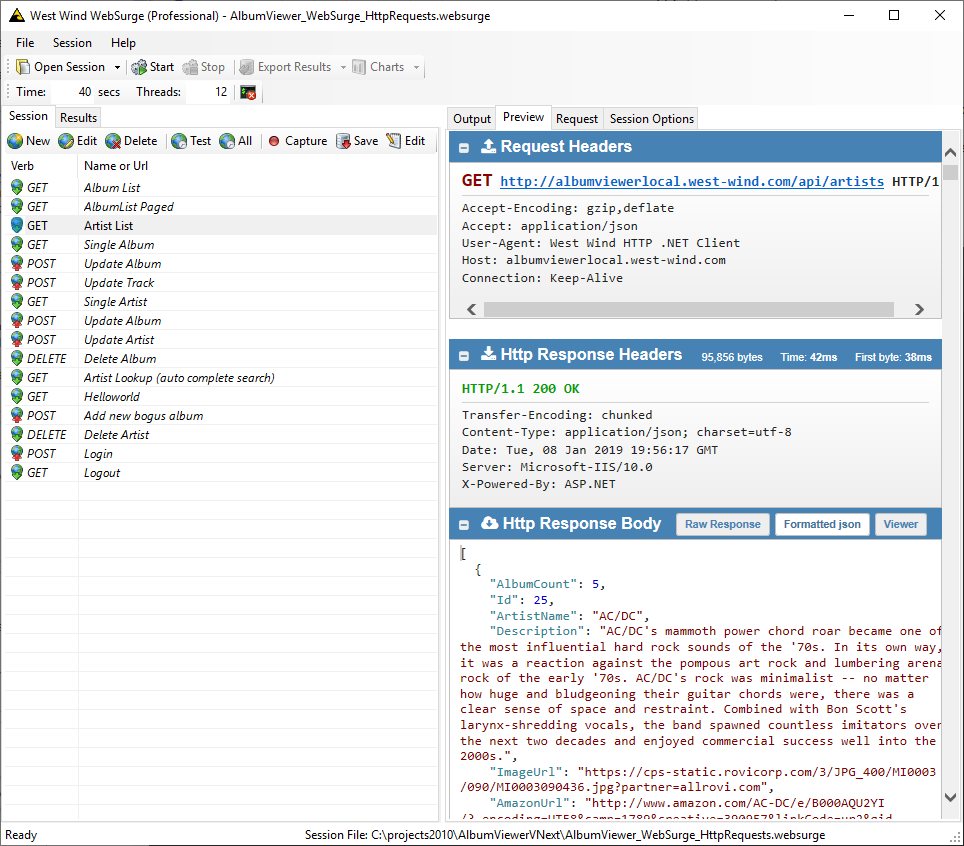 West Wind WebSurge (Professional) - AlbumViewer_WebSurge_HttpRequests.websurge
File Session Help
Open Session Start Stop Export Results Charts
Time: 40 secs Threads: 12
Session Results
New Edit Delete Test All Capture Save Edit
Verb Name or Url
GET Album List
GET AlbumList Paged
GET Artist List
GET Single Album
POST Update Album
POST Update Track
GET Single Artist
POST Update Album
POST Update Artist
DELETE Delete Album
GET Artist Lookup (auto complete search)
GET Helloworld
POST Add new bogus album
DELETE Delete Artist
POST Login
GET Logout
Output Preview Request Session Options
Request Headers
GET http://albumviewerlocal.west-wind.com/api/artists HTTP/1
Accept-Encoding: gzip,deflate
Accept: application/json
User-Agent: West Wind HTTP .NET Client
Host: albumviewerlocal.west-wind.com
Connection: Keep-Alive
Http Response Headers 95,856 bytes Time: 42ms First byte: 38ms
HTTP/1.1 200 OK
Transfer-Encoding: chunked
Content-Type: application/json; charset=utf-8
Date: Tue, 08 Jan 2019 19:56:17 GMT
Server: Microsoft-IIS/10.0
X-Powered-By: ASP.NET
Http Response Body Raw Response Formatted json Viewer
[
{
"AlbumCount": 5,
"Id": 25,
"ArtistName": "AC/DC",
"Description": "AC/DC's mammoth power chord roar became one of
the most influential hard rock sounds of the '70s. In its own way,
it was a reaction against the pompous art rock and lumbering arena
rock of the early '70s. AC/DC's rock was minimalist -- no matter
how huge and bludgeoning their guitar chords were, there was a
clear sense of space and restraint. Combined with Bon Scott's
larynx-shredding vocals, the band spawned countless imitators over
the next two decades and enjoyed commercial success well into the
2000s.",
"ImageUrl": "https://cps-static.rovicorp.com/3/JPG_400/MI0003
/090/MI0003090436.jpg?partner=allrovi.com",
"AmazonUrl": "http://www.amazon.com/AC-DC/e/B000AQU2YI
Ready Session File: C:\projects2010\AlbumViewerVNext\AlbumViewer_WebSurge_HttpRequests.websurge